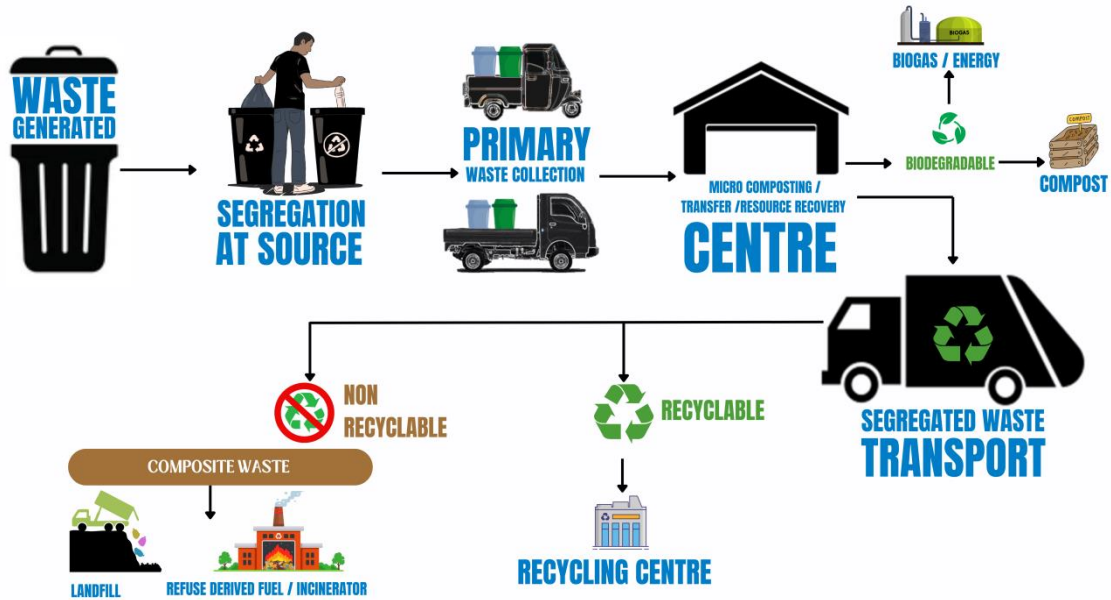 WASTE
GENERATED
SEGREGATION
AT SOURCE
PRIMARY
WASTE COLLECTION
MICRO COMPOSTING /
TRANSFER /RESOURCE RECOVERY
CENTRE
BIOGAS
BIOGAS / ENERGY
BIODEGRADABLE
COMPOST
COMPOST
SEGREGATED WASTE
TRANSPORT
NON
RECYCLABLE
RECYCLABLE
COMPOSITE WASTE
LANDFILL
REFUSE DERIVED FUEL / INCINERATOR
RECYCLING CENTRE